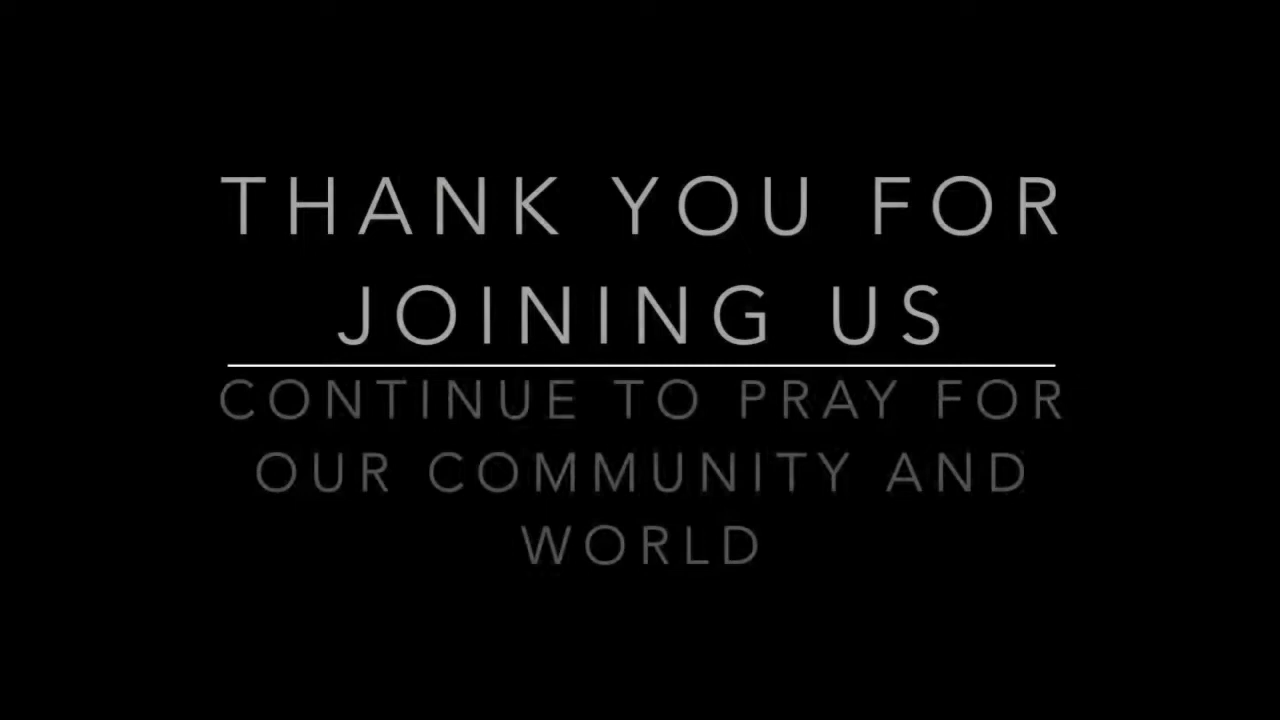 THANK YOU FOR
JOINING US
CONTINUE TO PRAY FOR
OUR COMMUNITY AND
WORLD